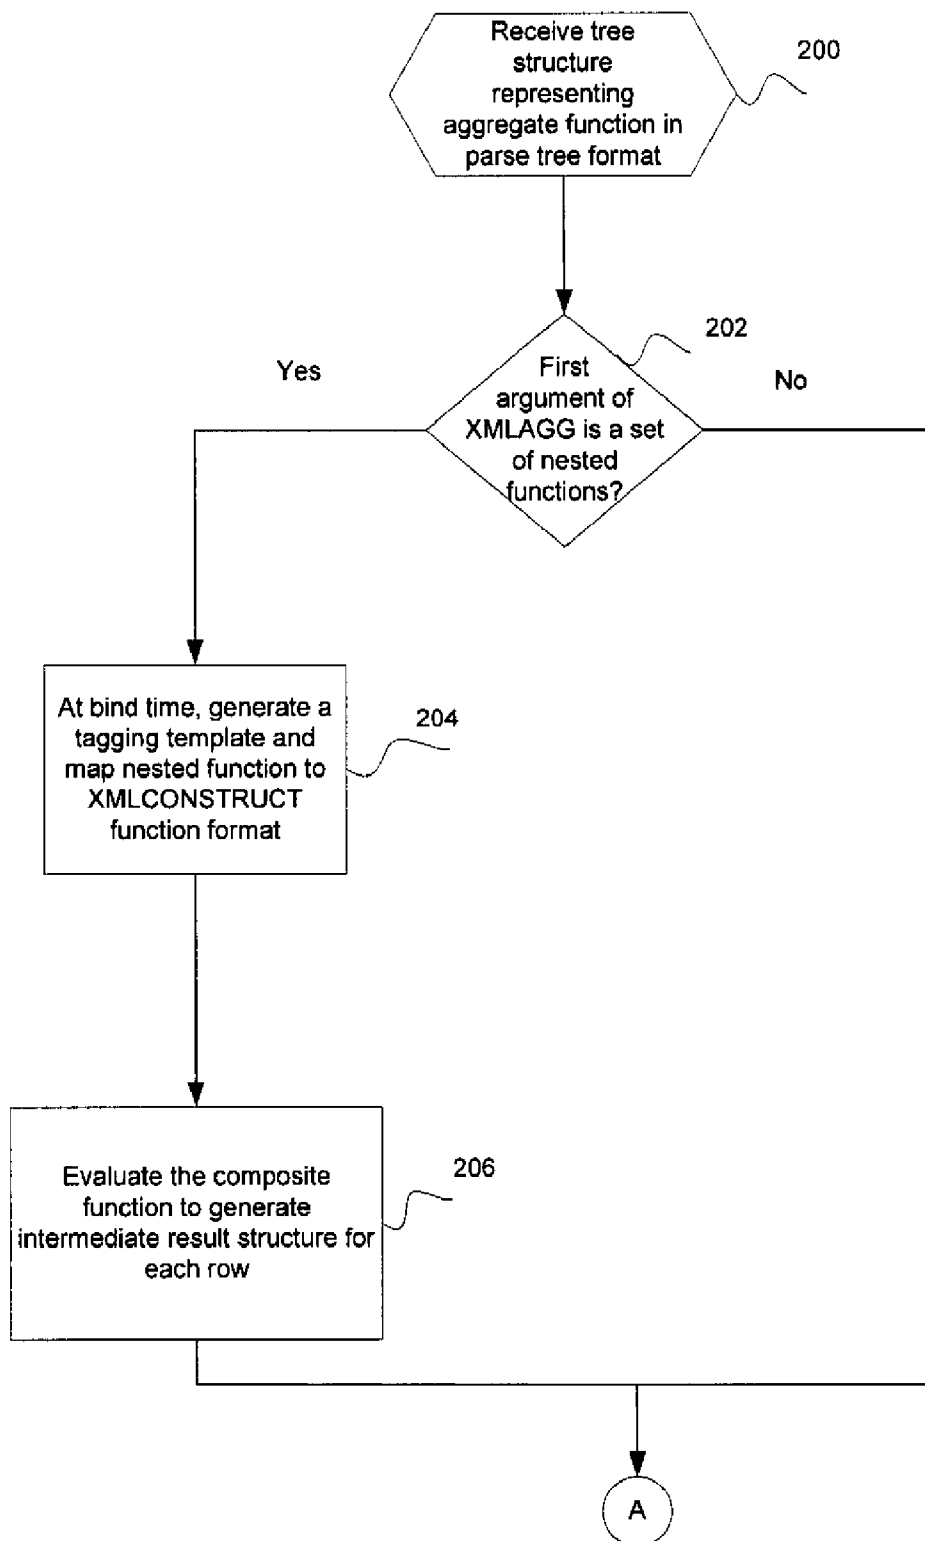 Receive tree
structure
representing
aggregate function in
parse tree format
200
202
Yes
No
First
argument of
XMLAGG is a set
of nested
functions?
At bind time, generate a
tagging template and
map nested function to
XMLCONSTRUCT
function format
204
Evaluate the composite
function to generate
intermediate result structure for
each row
206
A